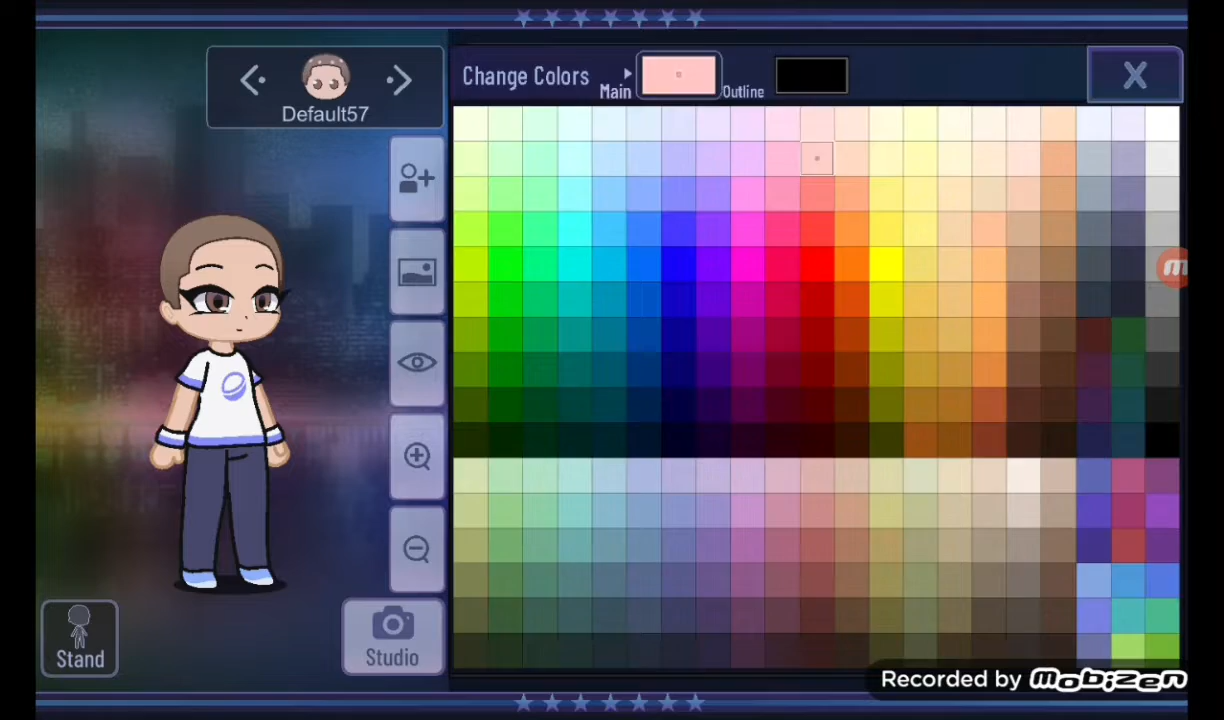 Default57
Change Colors
Main
Outline
X
Stand
Studio
Recorded by mobizen